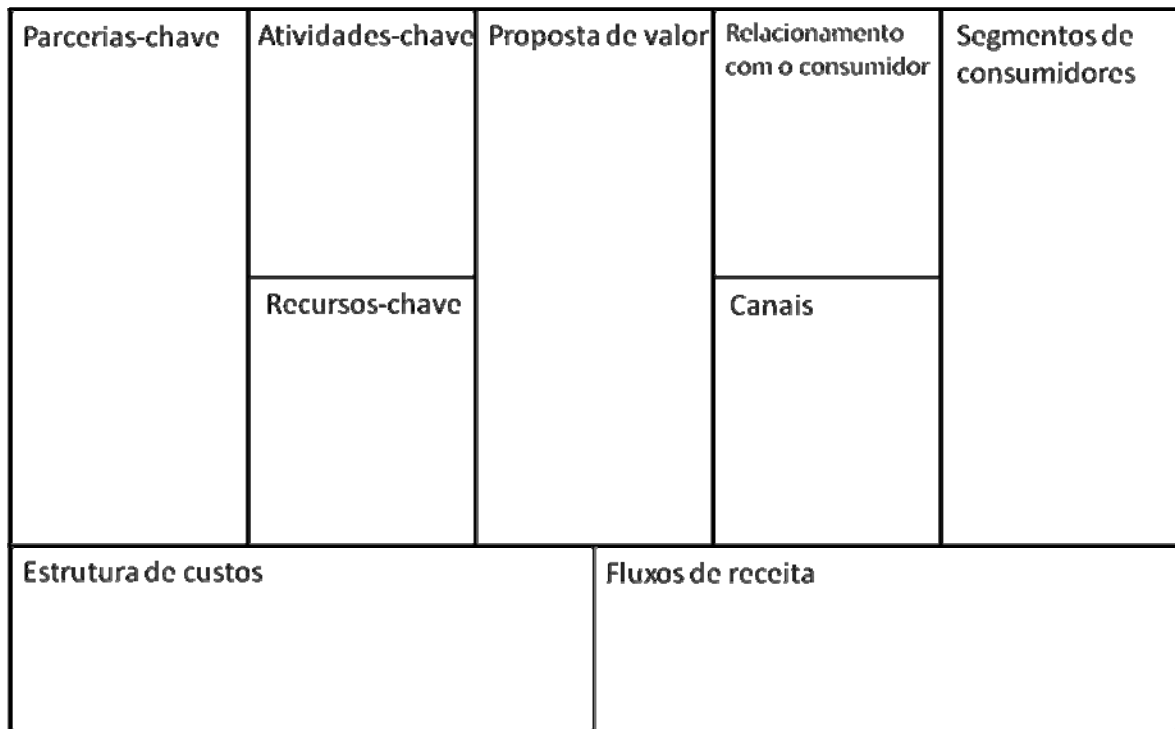 Parcerias-chave
Atividades-chave
Proposta de valor
Relacionamento
com o consumidor
Segmentos de
consumidores
Recursos-chave
Canais
Estrutura de custos
Fluxos de receita